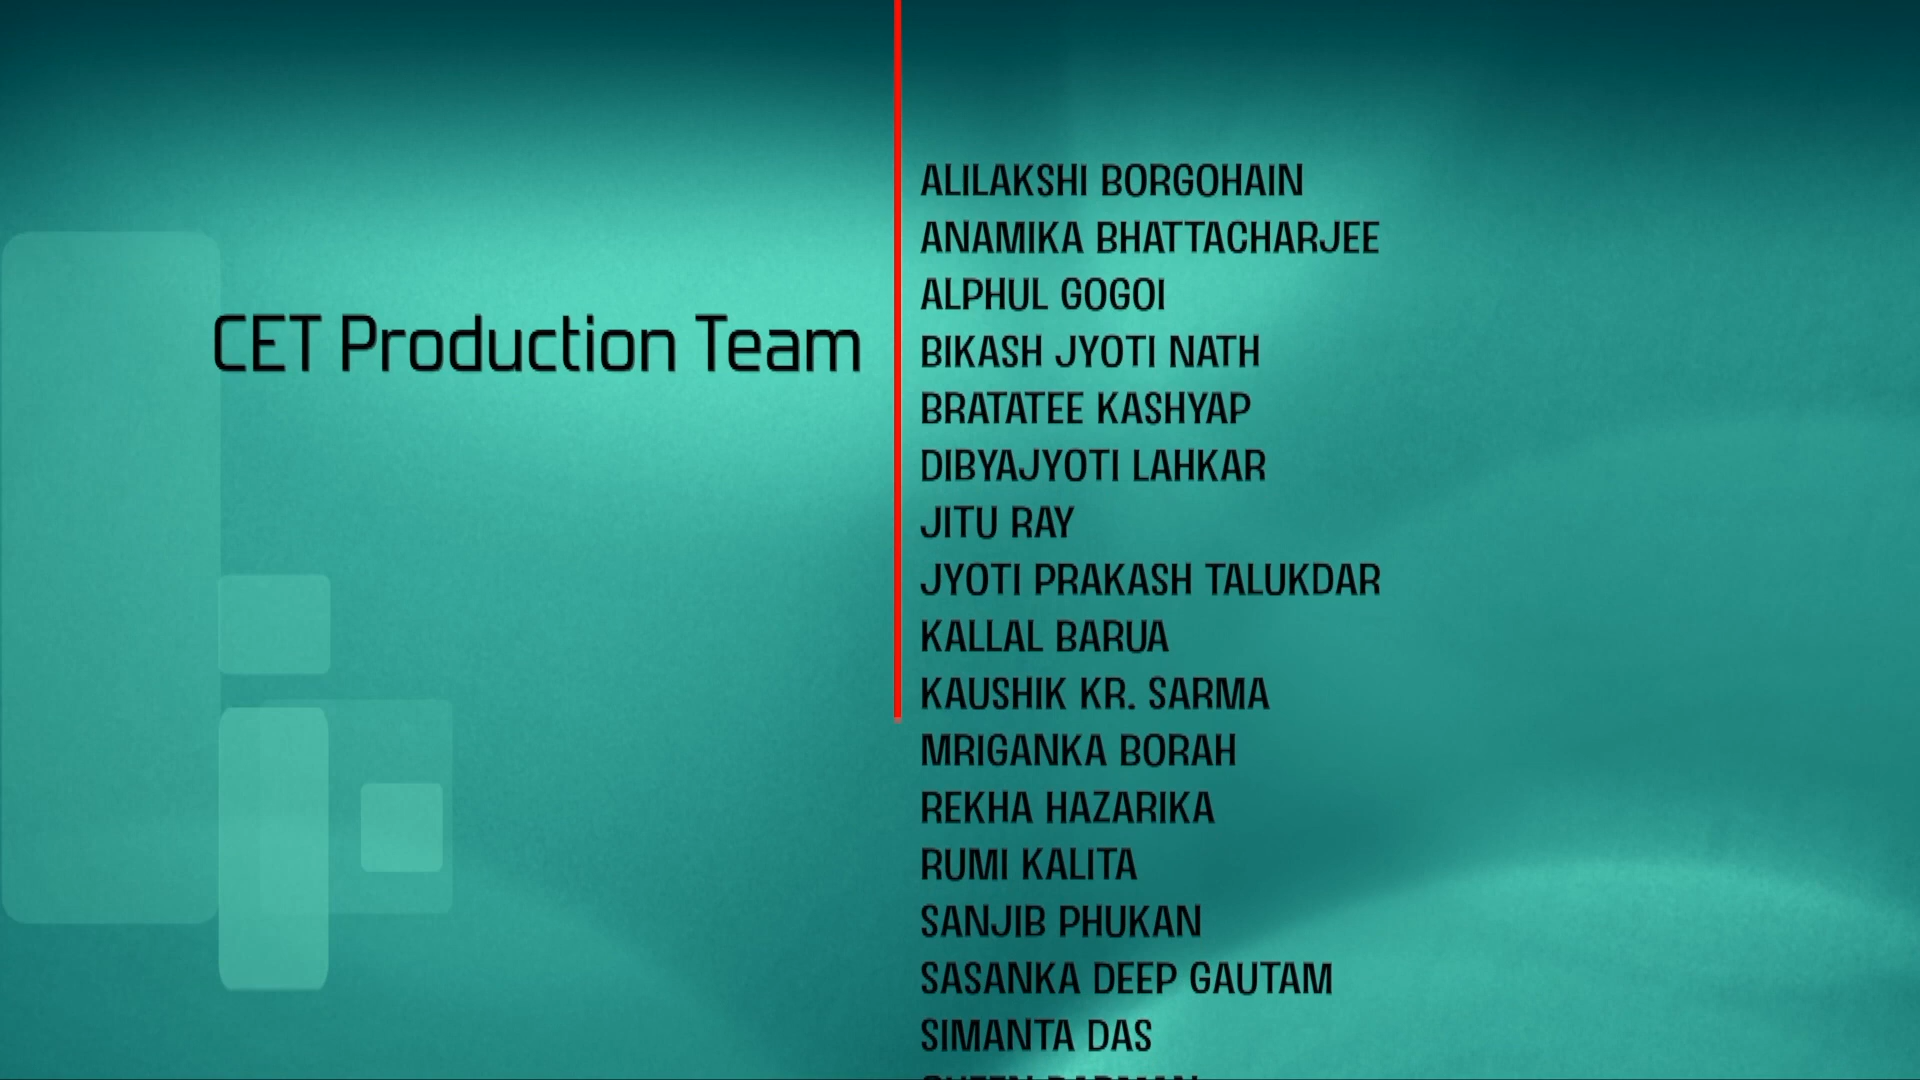 CET Production Team
ALILAKSHI BORGOHAIN
ANAMIKA BHATTACHARJEE
ALPHUL GOGOI
BIKASH JYOTI NATH
BRATATEE KASHYAP
DIBYAJYOTI LAHKAR
JITU RAY
JYOTI PRAKASH TALUKDAR
KALLAL BARUA
KAUSHIK KR. SARMA
MRIGANKA BORAH
REKHA HAZARIKA
RUMI KALITA
SANJIB PHUKAN
SASANKA DEEP GAUTAM
SIMANTA DAS